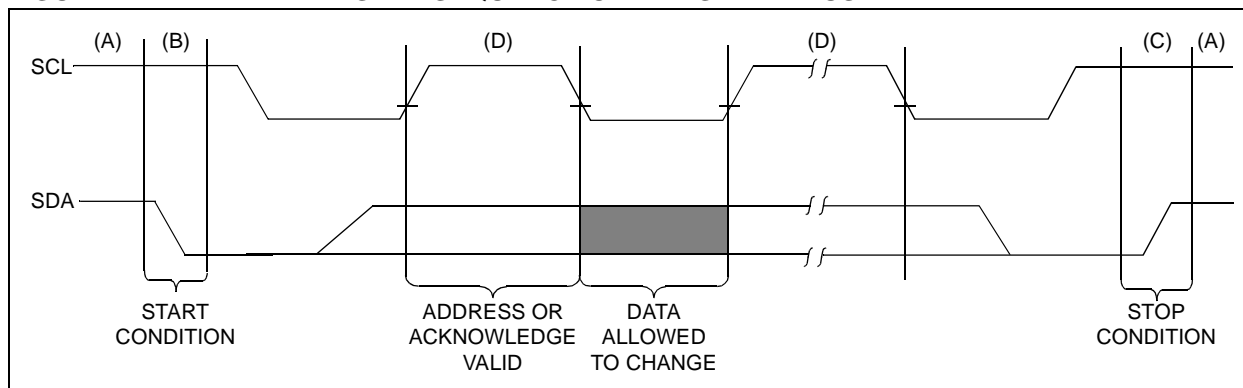 (A) (B) (D) (D) (C) (A)
SCL
SDA
START
CONDITION
ADDRESS OR
ACKNOWLEDGE
VALID
DATA
ALLOWED
TO CHANGE
STOP
CONDITION